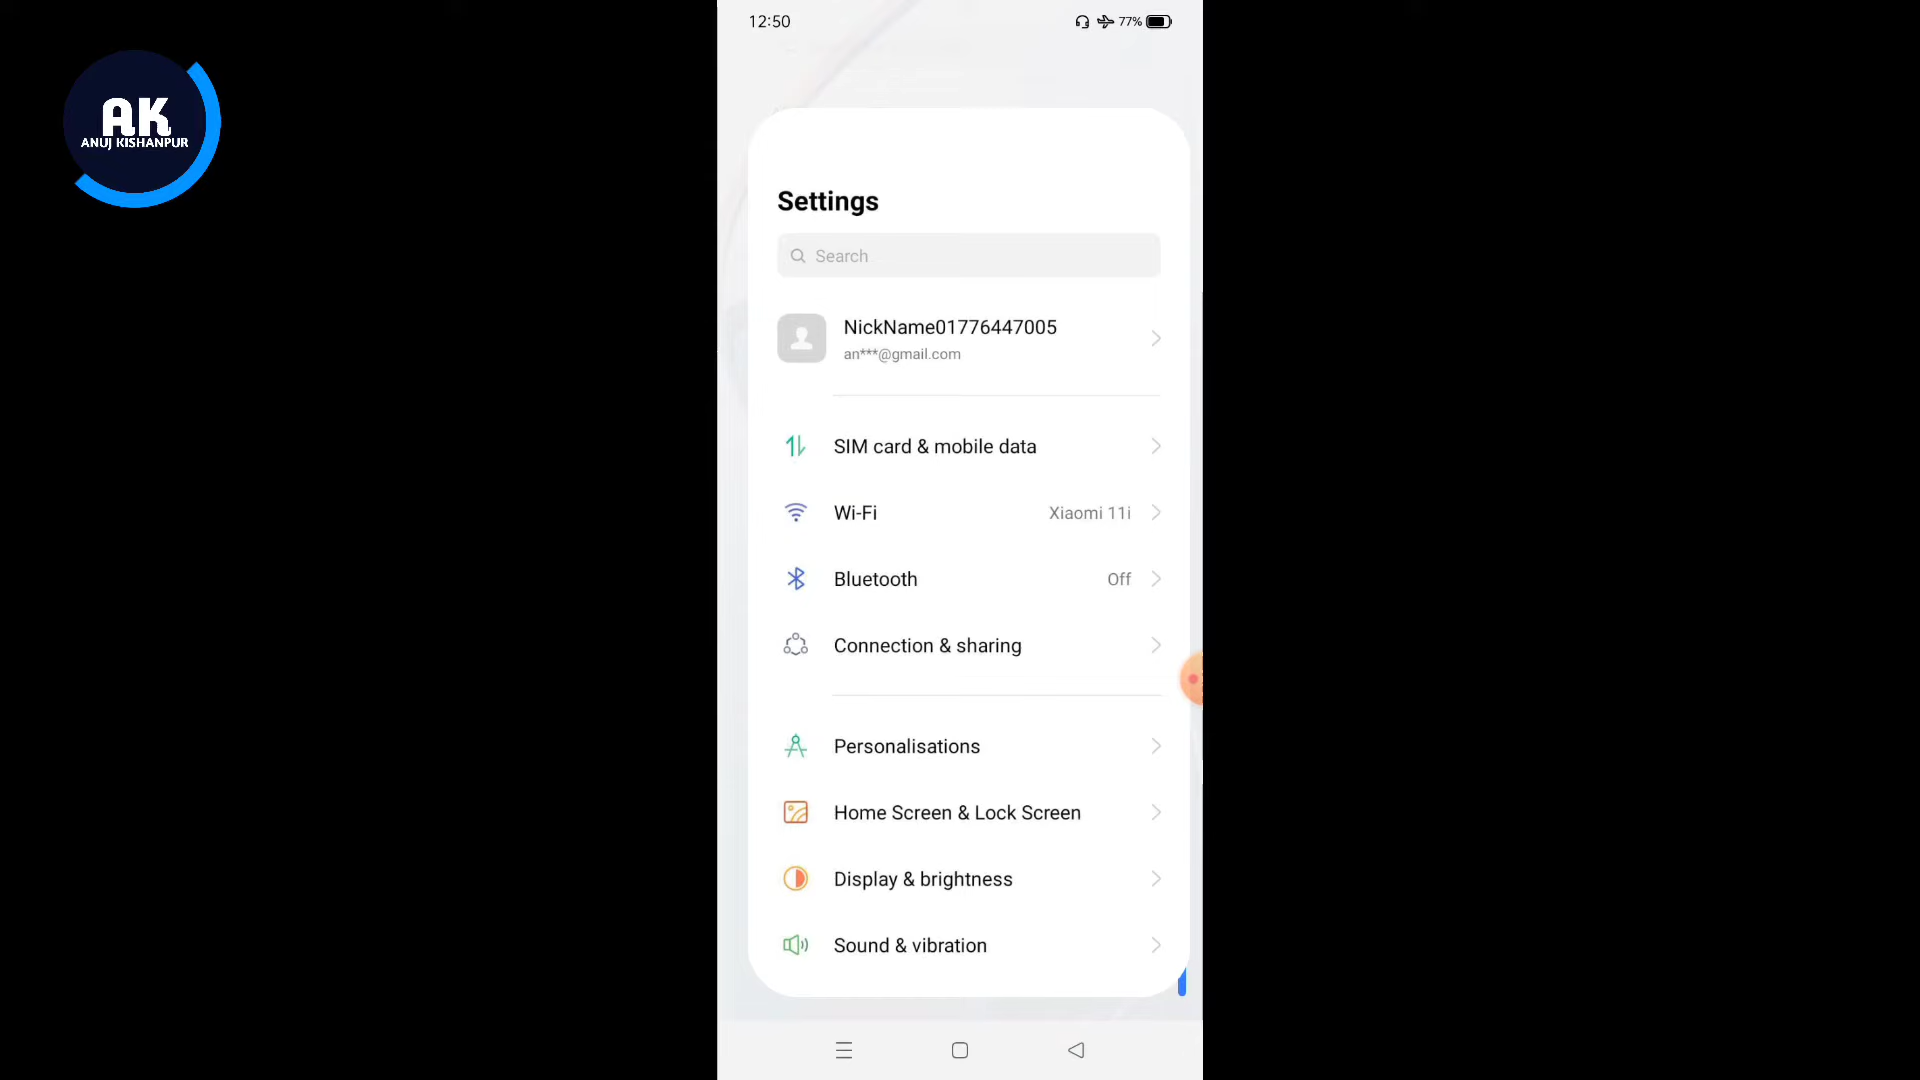 12:50
77%
AK
ANUJ KISHANPUR
Settings
Search
NickName01776447005
an***@gmail.com
SIM card & mobile data
Wi-Fi
Xiaomi 11i
Bluetooth
Off
Connection & sharing
Personalisations
Home Screen & Lock Screen
Display & brightness
Sound & vibration